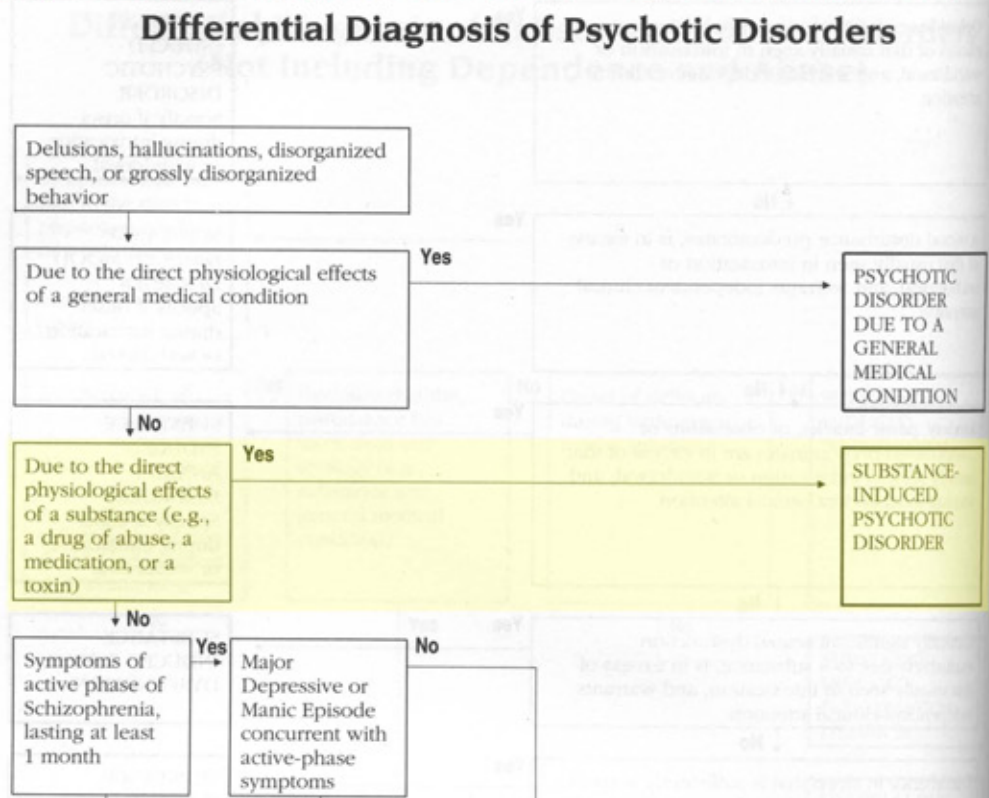 Differential Diagnosis of Psychotic Disorders
Delusions, hallucinations, disorganized
speech, or grossly disorganized
behavior
Due to the direct physiological effects
of a general medical condition
Yes
PSYCHOTIC
DISORDER
DUE TO A
GENERAL
MEDICAL
CONDITION
No
Due to the direct
physiological effects
of a substance (e.g.,
a drug of abuse, a
medication, or a
toxin)
Yes
SUBSTANCE-
INDUCED
PSYCHOTIC
DISORDER
No
Symptoms of
active phase of
Schizophrenia,
lasting at least
1 month
Yes
Major
Depressive or
Manic Episode
concurrent with
active-phase
symptoms
No